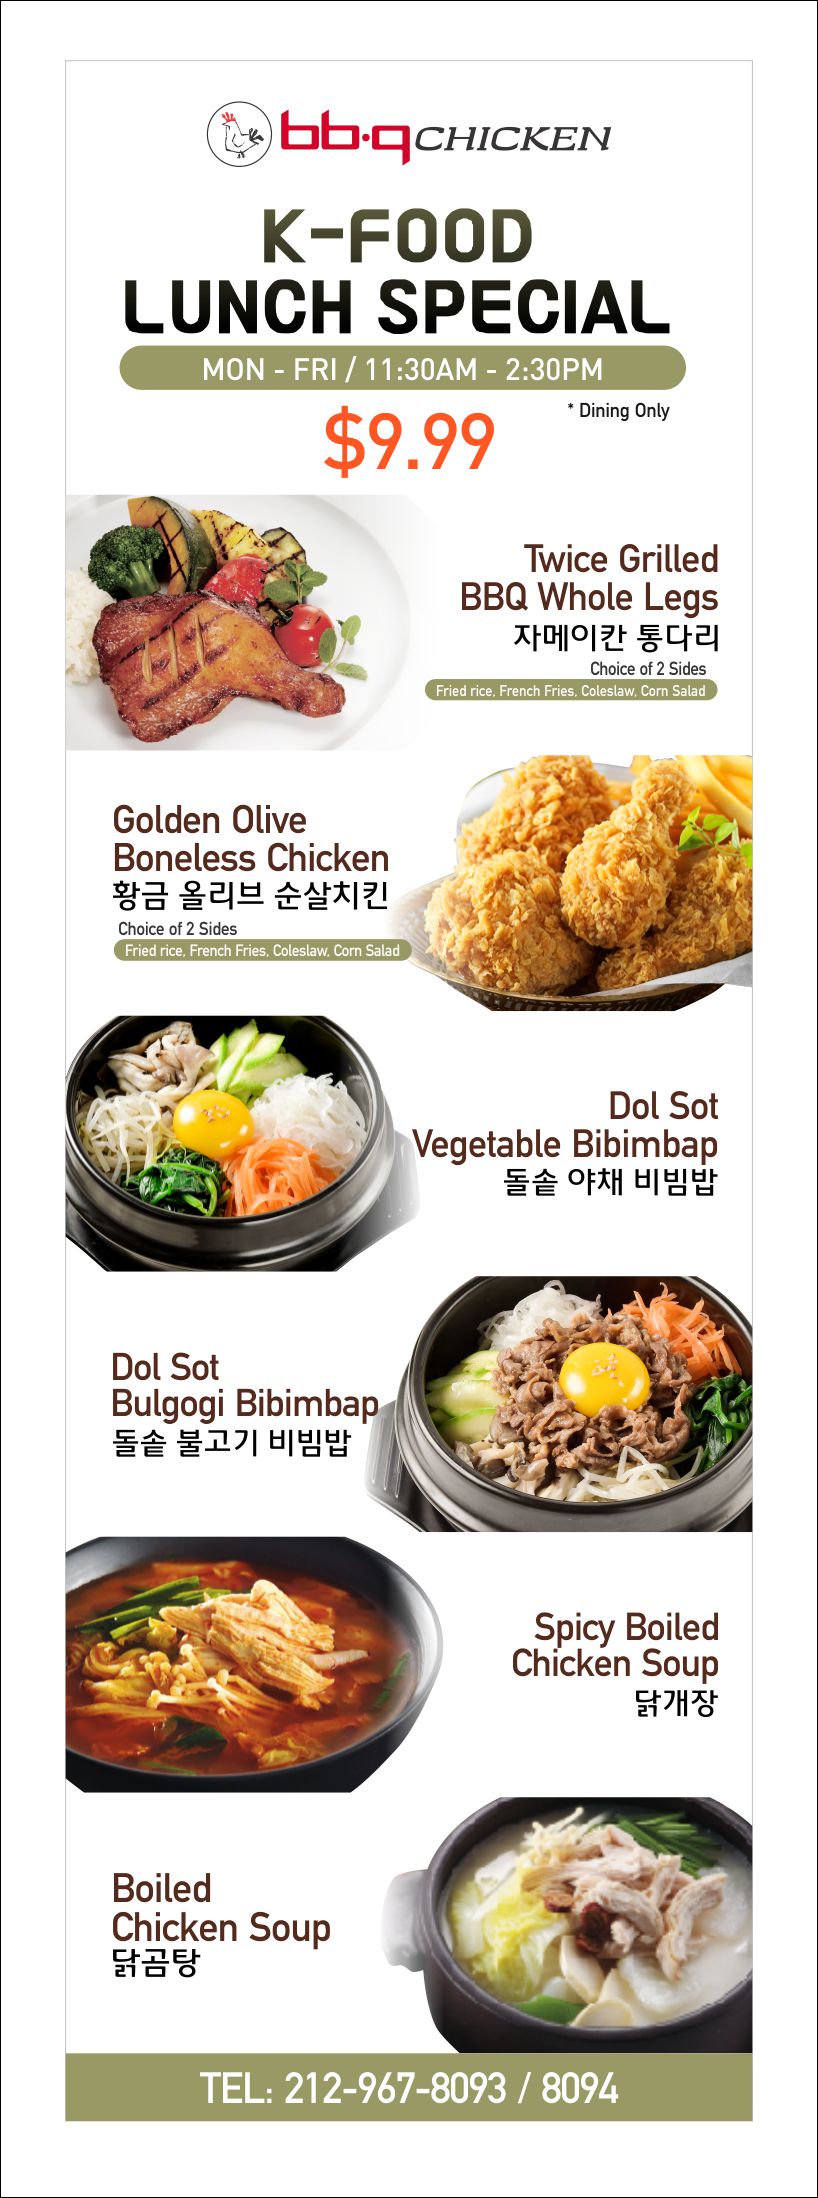 bb.q CHICKEN
K-FOOD
LUNCH SPECIAL
MON - FRI / 11:30AM - 2:30PM
* Dining Only
$9.99
Twice Grilled
BBQ Whole Legs
자메이칸 통다리
Choice of 2 Sides
Fried rice, French Fries, Coleslaw, Corn Salad
Golden Olive
Boneless Chicken
황금 올리브 순살치킨
Choice of 2 Sides
Fried rice, French Fries, Coleslaw, Corn Salad
Dol Sot
Vegetable Bibimbap
돌솥 야채 비빔밥
Dol Sot
Bulgogi Bibimbap
돌솥 불고기 비빔밥
Spicy Boiled
Chicken Soup
닭개장
Boiled
Chicken Soup
닭곰탕
TEL: 212-967-8093 / 8094